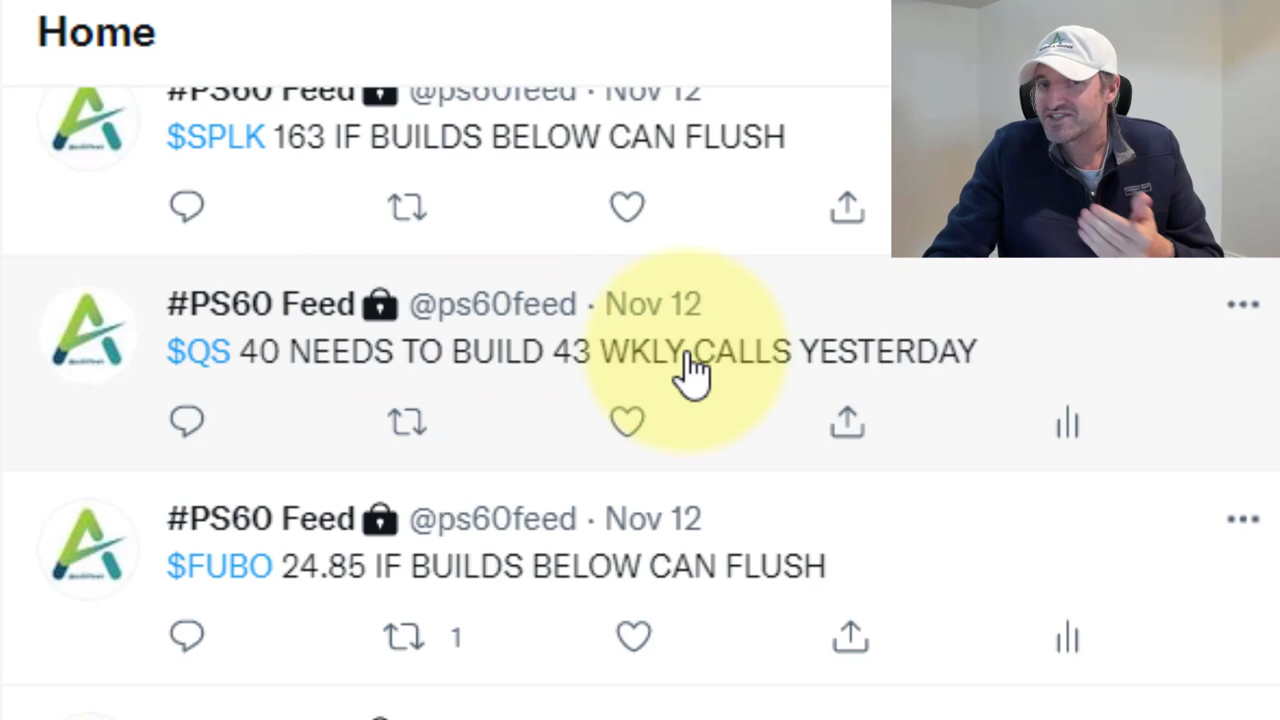 Home
#PS60 Feed @ps60feed · Nov 12
$SPLK 163 IF BUILDS BELOW CAN FLUSH
#PS60 Feed @ps60feed · Nov 12
$QS 40 NEEDS TO BUILD 43 WKLY CALLS YESTERDAY
#PS60 Feed @ps60feed · Nov 12
$FUBO 24.85 IF BUILDS BELOW CAN FLUSH
1